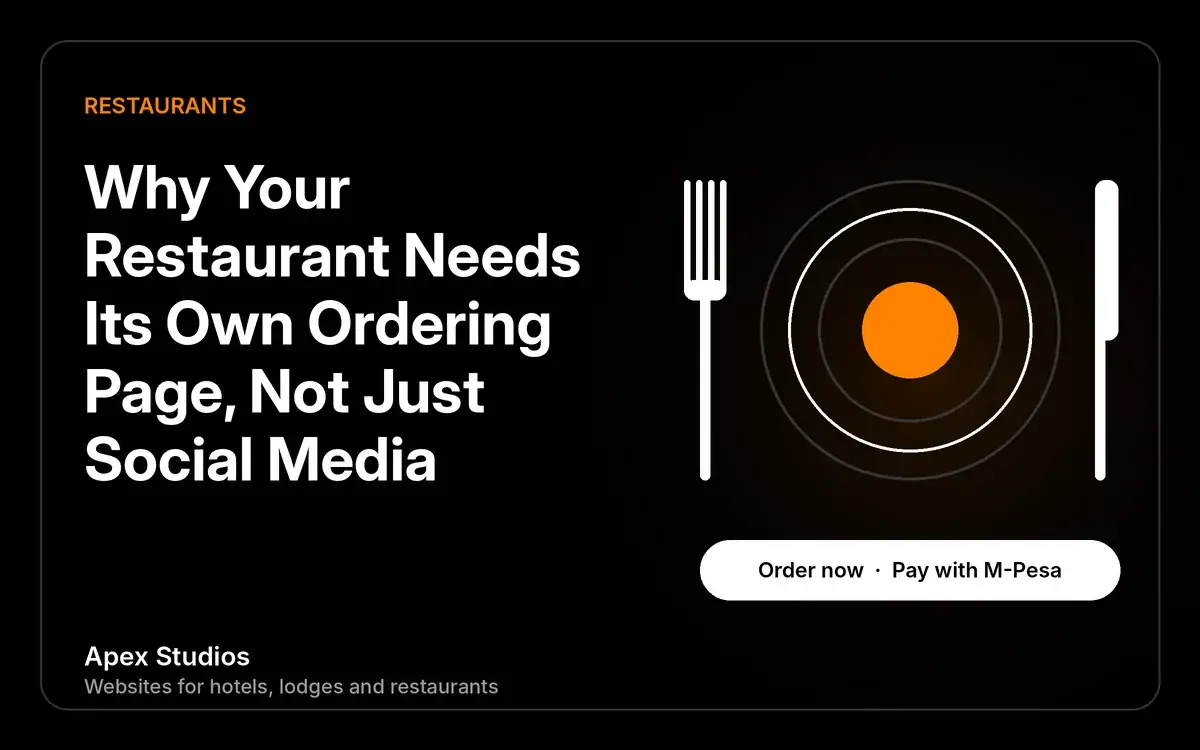 RESTAURANTS
Why Your
Restaurant Needs
Its Own Ordering
Page, Not Just
Social Media
Order now · Pay with M-Pesa
Apex Studios
Websites for hotels, lodges and restaurants